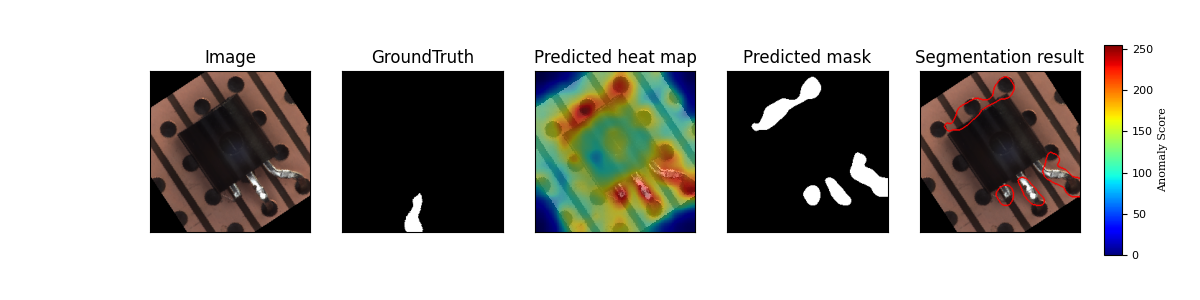 Image
GroundTruth
Predicted heat map
Predicted mask
Segmentation result
250
200
150
100
50
0
Anomaly Score